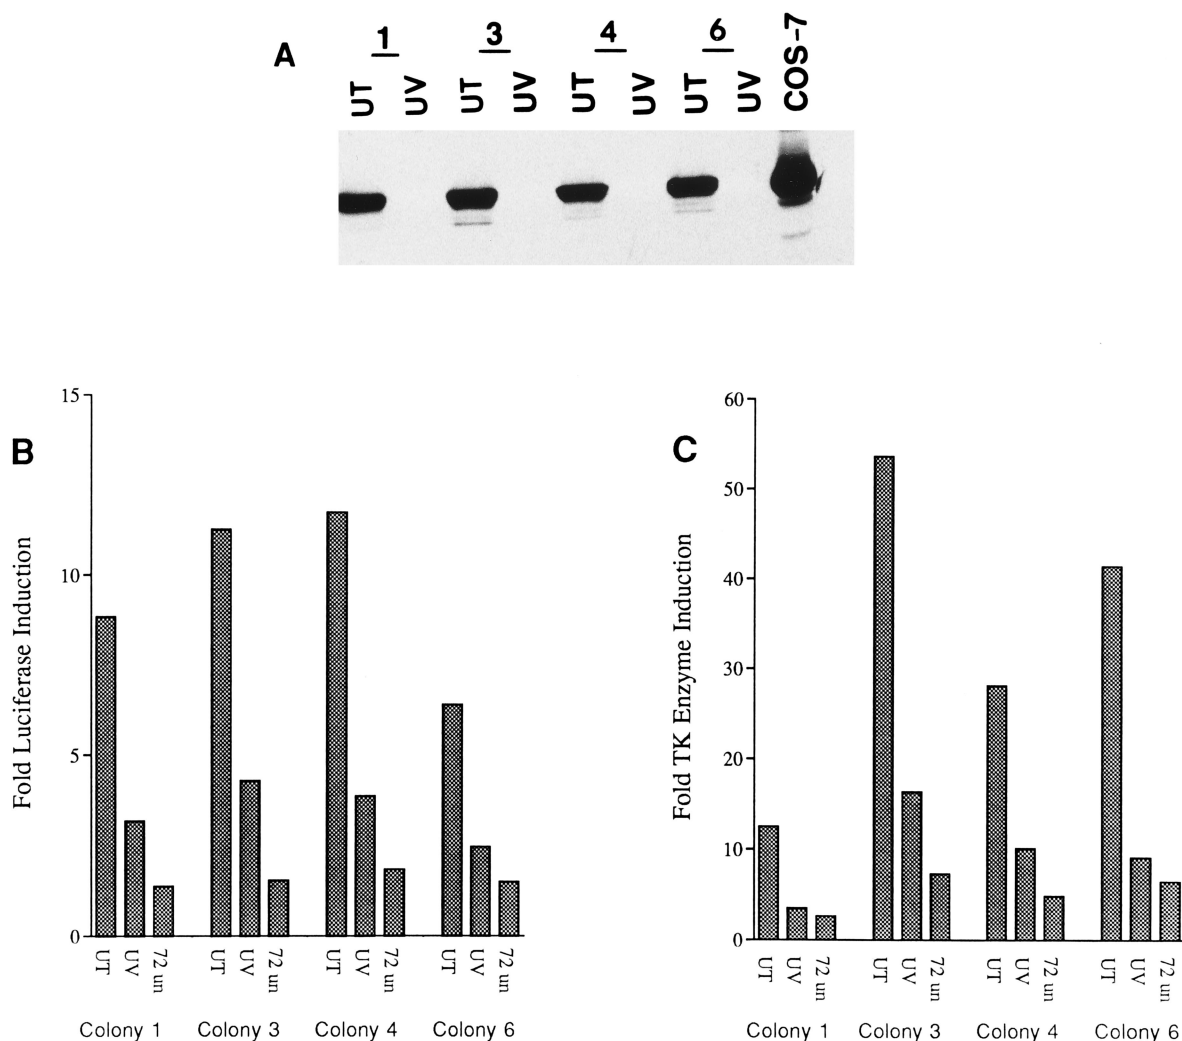 A
1 3 4 6
UT UV UT UV UT UV UT UV COS-7
B
Fold Luciferase Induction
15
10
5
0
UT UV 72 un UT UV 72 un UT UV 72 un UT UV 72 un
Colony 1 Colony 3 Colony 4 Colony 6
C
Fold TK Enzyme Induction
60
50
40
30
20
10
0
UT UV 72 un UT UV 72 un UT UV 72 un UT UV 72 un
Colony 1 Colony 3 Colony 4 Colony 6